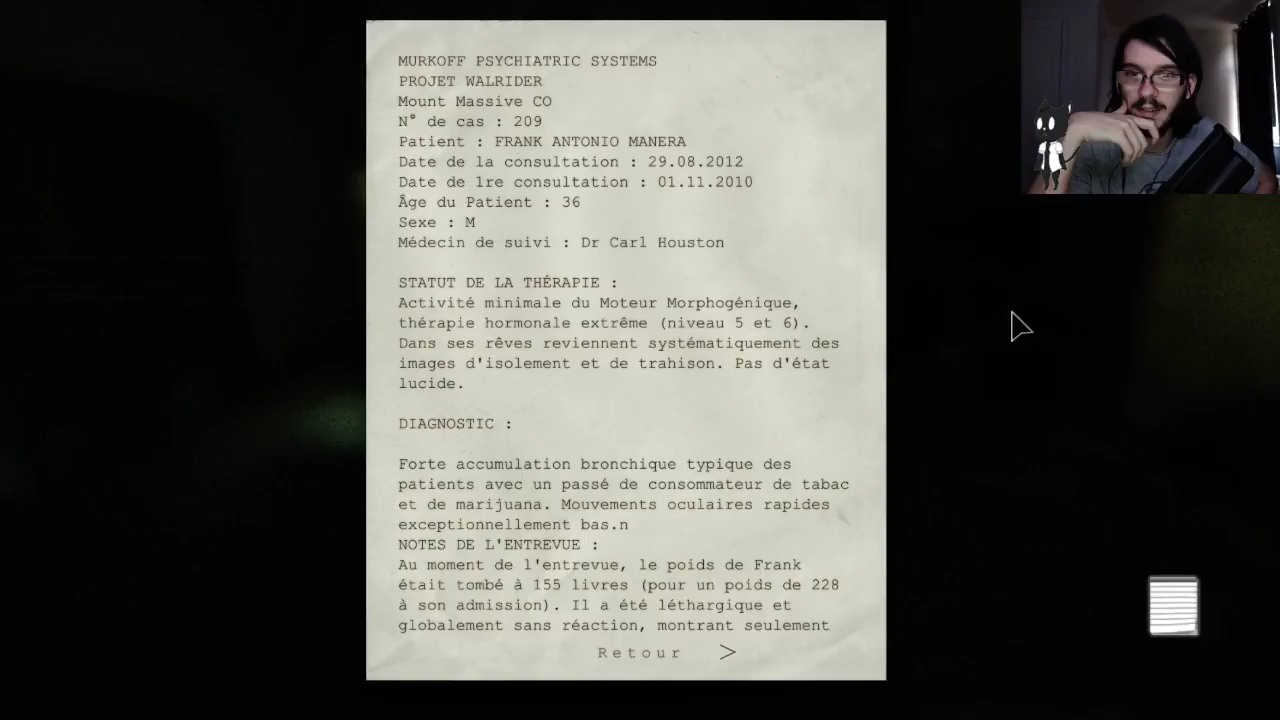 MURKOFF PSYCHIATRIC SYSTEMS
PROJET WALRIDER
Mount Massive CO
N° de cas : 209
Patient : FRANK ANTONIO MANERA
Date de la consultation : 29.08.2012
Date de 1re consultation : 01.11.2010
Âge du Patient : 36
Sexe : M
Médecin de suivi : Dr Carl Houston
STATUT DE LA THÉRAPIE :
Activité minimale du Moteur Morphogénique,
thérapie hormonale extrême (niveau 5 et 6).
Dans ses rêves reviennent systématiquement des
images d'isolement et de trahison. Pas d'état
lucide.
DIAGNOSTIC :
Forte accumulation bronchique typique des
patients avec un passé de consommateur de tabac
et de marijuana. Mouvements oculaires rapides
exceptionnellement bas.n
NOTES DE L'ENTREVUE :
Au moment de l'entrevue, le poids de Frank
était tombé à 155 livres (pour un poids de 228
à son admission). Il a été léthargique et
globalement sans réaction, montrant seulement
Retour >